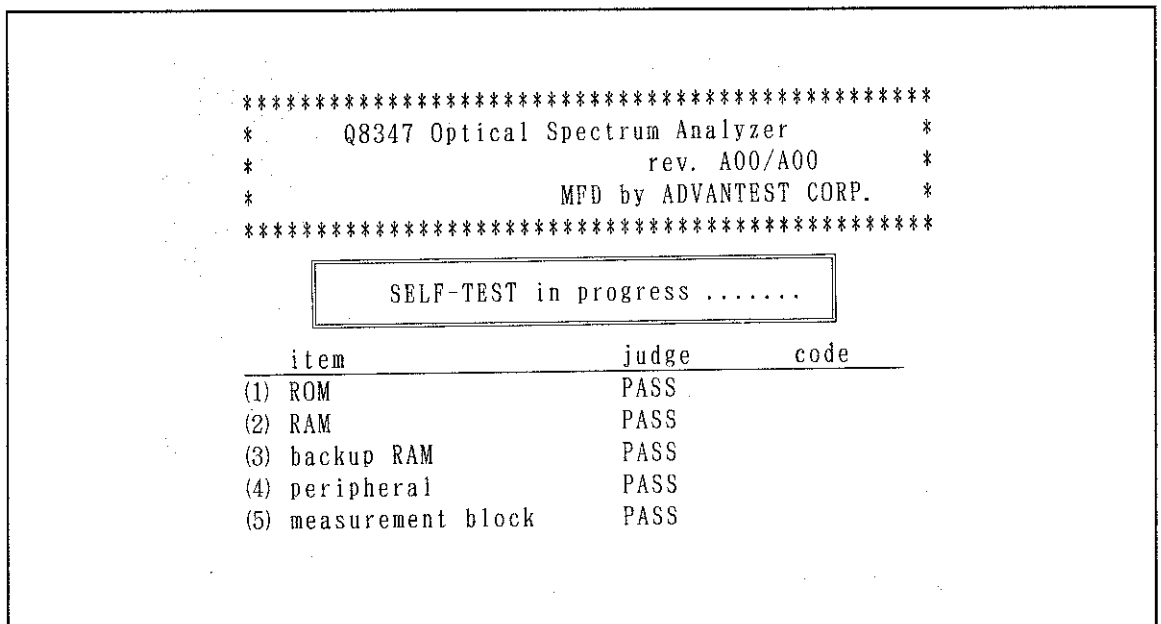 ************************************************
* Q8347 Optical Spectrum Analyzer *
* rev. A00/A00 *
* MFD by ADVANTEST CORP. *
************************************************
SELF-TEST in progress .......
item judge code
(1) ROM PASS
(2) RAM PASS
(3) backup RAM PASS
(4) peripheral PASS
(5) measurement block PASS